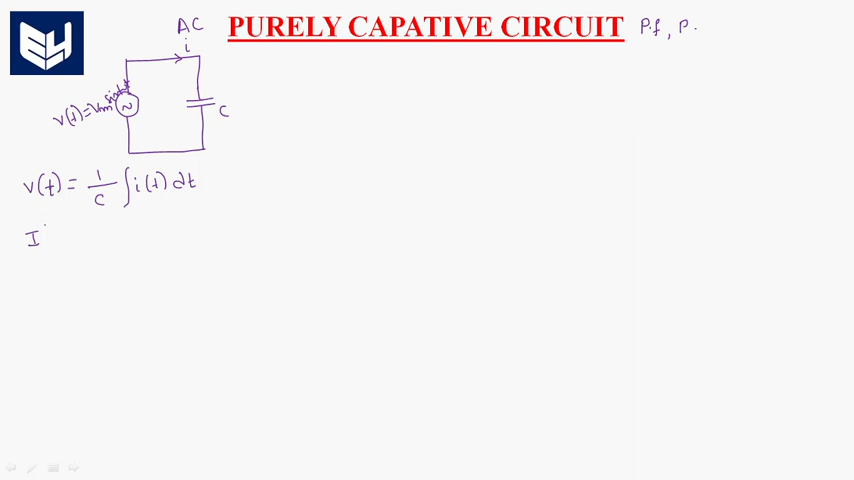 AC PURELY CAPATIVE CIRCUIT P.f, P.
i
v(t)=Vm sinωt
C
v(t) = 1/C ∫i(t) dt
I